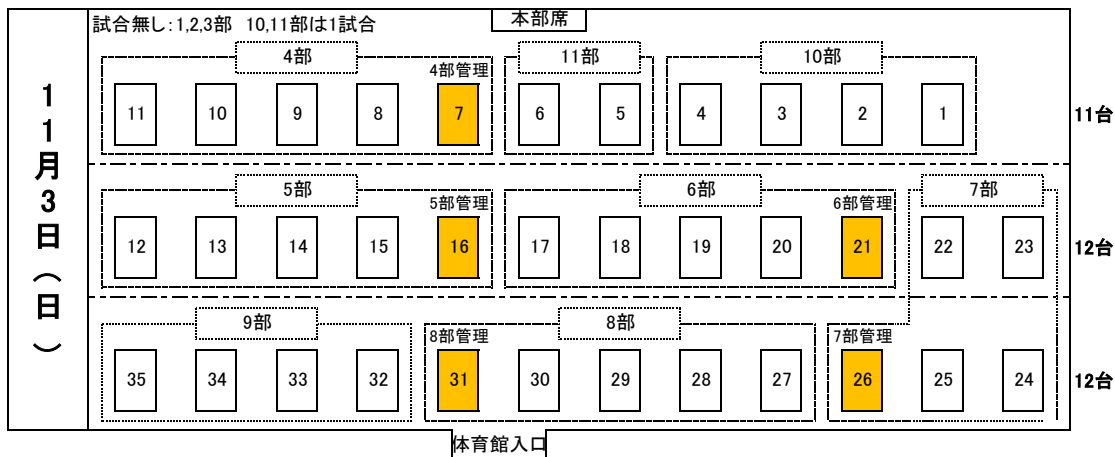 11月3日(日)
試合無し:1,2,3部 10,11部は1試合
本部席
4部 11部 10部
4部管理
11 10 9 8 7 6 5 4 3 2 1
11台
5部 6部 7部
5部管理 6部管理
12 13 14 15 16 17 18 19 20 21 22 23
12台
9部 8部
8部管理 7部管理
35 34 33 32 31 30 29 28 27 26 25 24
12台
体育館入口